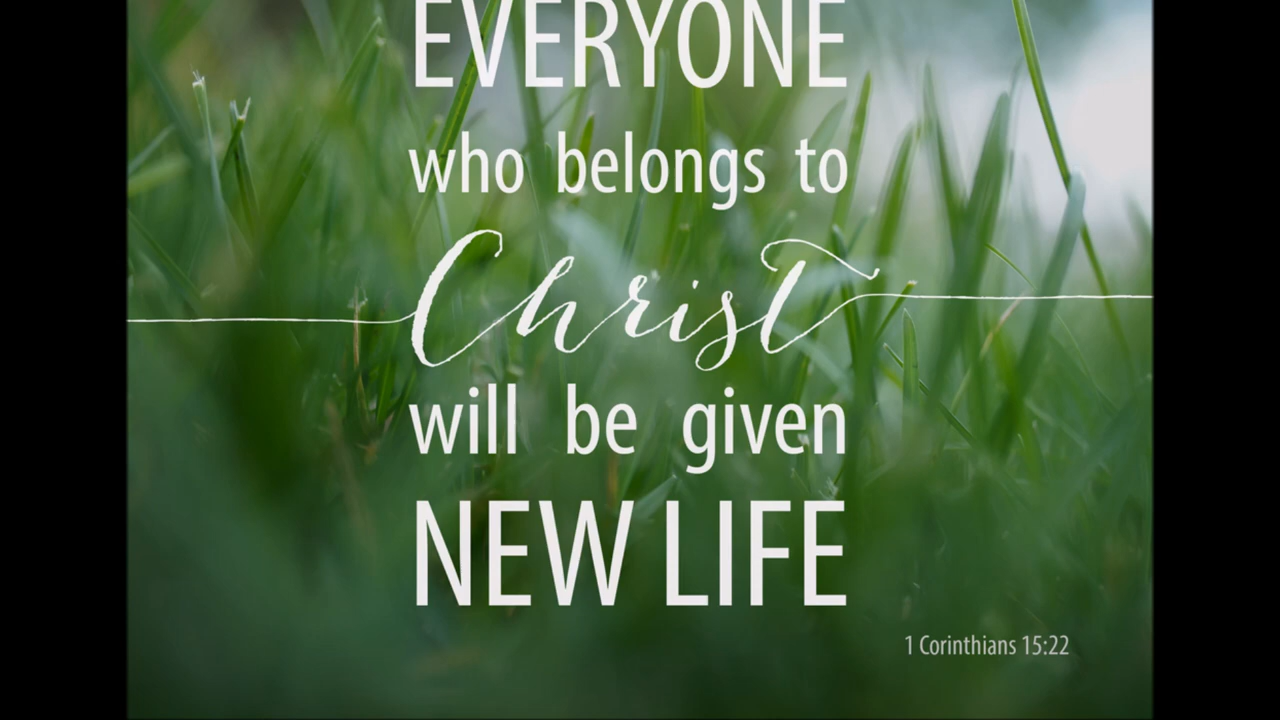 EVERYONE
who belongs to
Christ
will be given
NEW LIFE
1 Corinthians 15:22